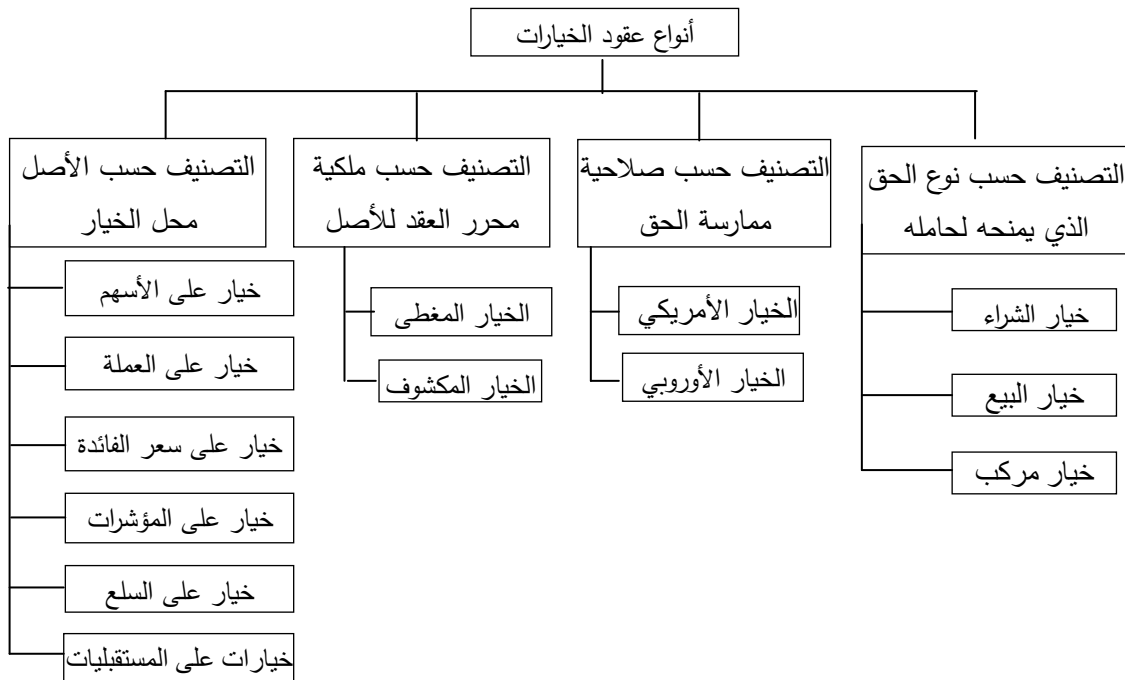 أنواع عقود الخيارات
التصنيف حسب نوع الحق
الذي يمنحه لحامله
خيار الشراء
خيار البيع
خيار مركب
التصنيف حسب صلاحية
ممارسة الحق
الخيار الأمريكي
الخيار الأوروبي
التصنيف حسب ملكية
محرر العقد للأصل
الخيار المغطى
الخيار المكشوف
التصنيف حسب الأصل
محل الخيار
خيار على الأسهم
خيار على العملة
خيار على سعر الفائدة
خيار على المؤشرات
خيار على السلع
خيارات على المستقبليات